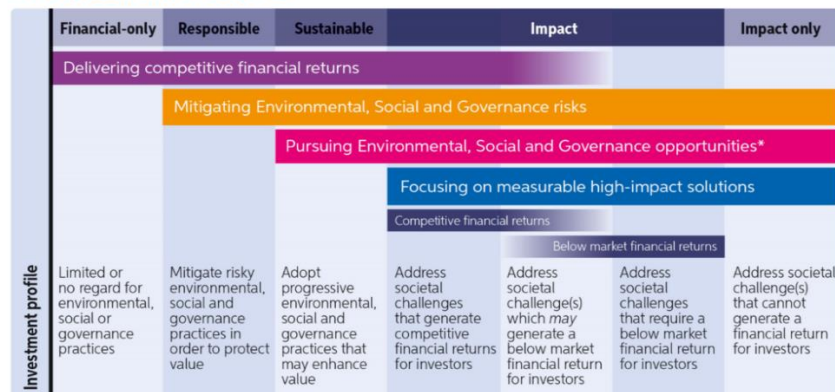 Financial-only
Responsible
Sustainable
Impact
Impact only
Delivering competitive financial returns
Mitigating Environmental, Social and Governance risks
Pursuing Environmental, Social and Governance opportunities*
Focusing on measurable high-impact solutions
Competitive financial returns
Below market financial returns
Investment profile
Limited or
no regard for
environmental,
social or
governance
practices
Mitigate risky
environmental,
social and
governance
practices in
order to protect
value
Adopt
progressive
environmental,
social and
governance
practices that
may enhance
value
Address
societal
challenges
that generate
competitive
financial returns
for investors
Address
societal
challenge(s)
which may
generate a
below market
financial return
for investors
Address
societal
challenges
that require a
below market
financial return
for investors
Address societal
challenge(s)
that cannot
generate a
financial return
for investors